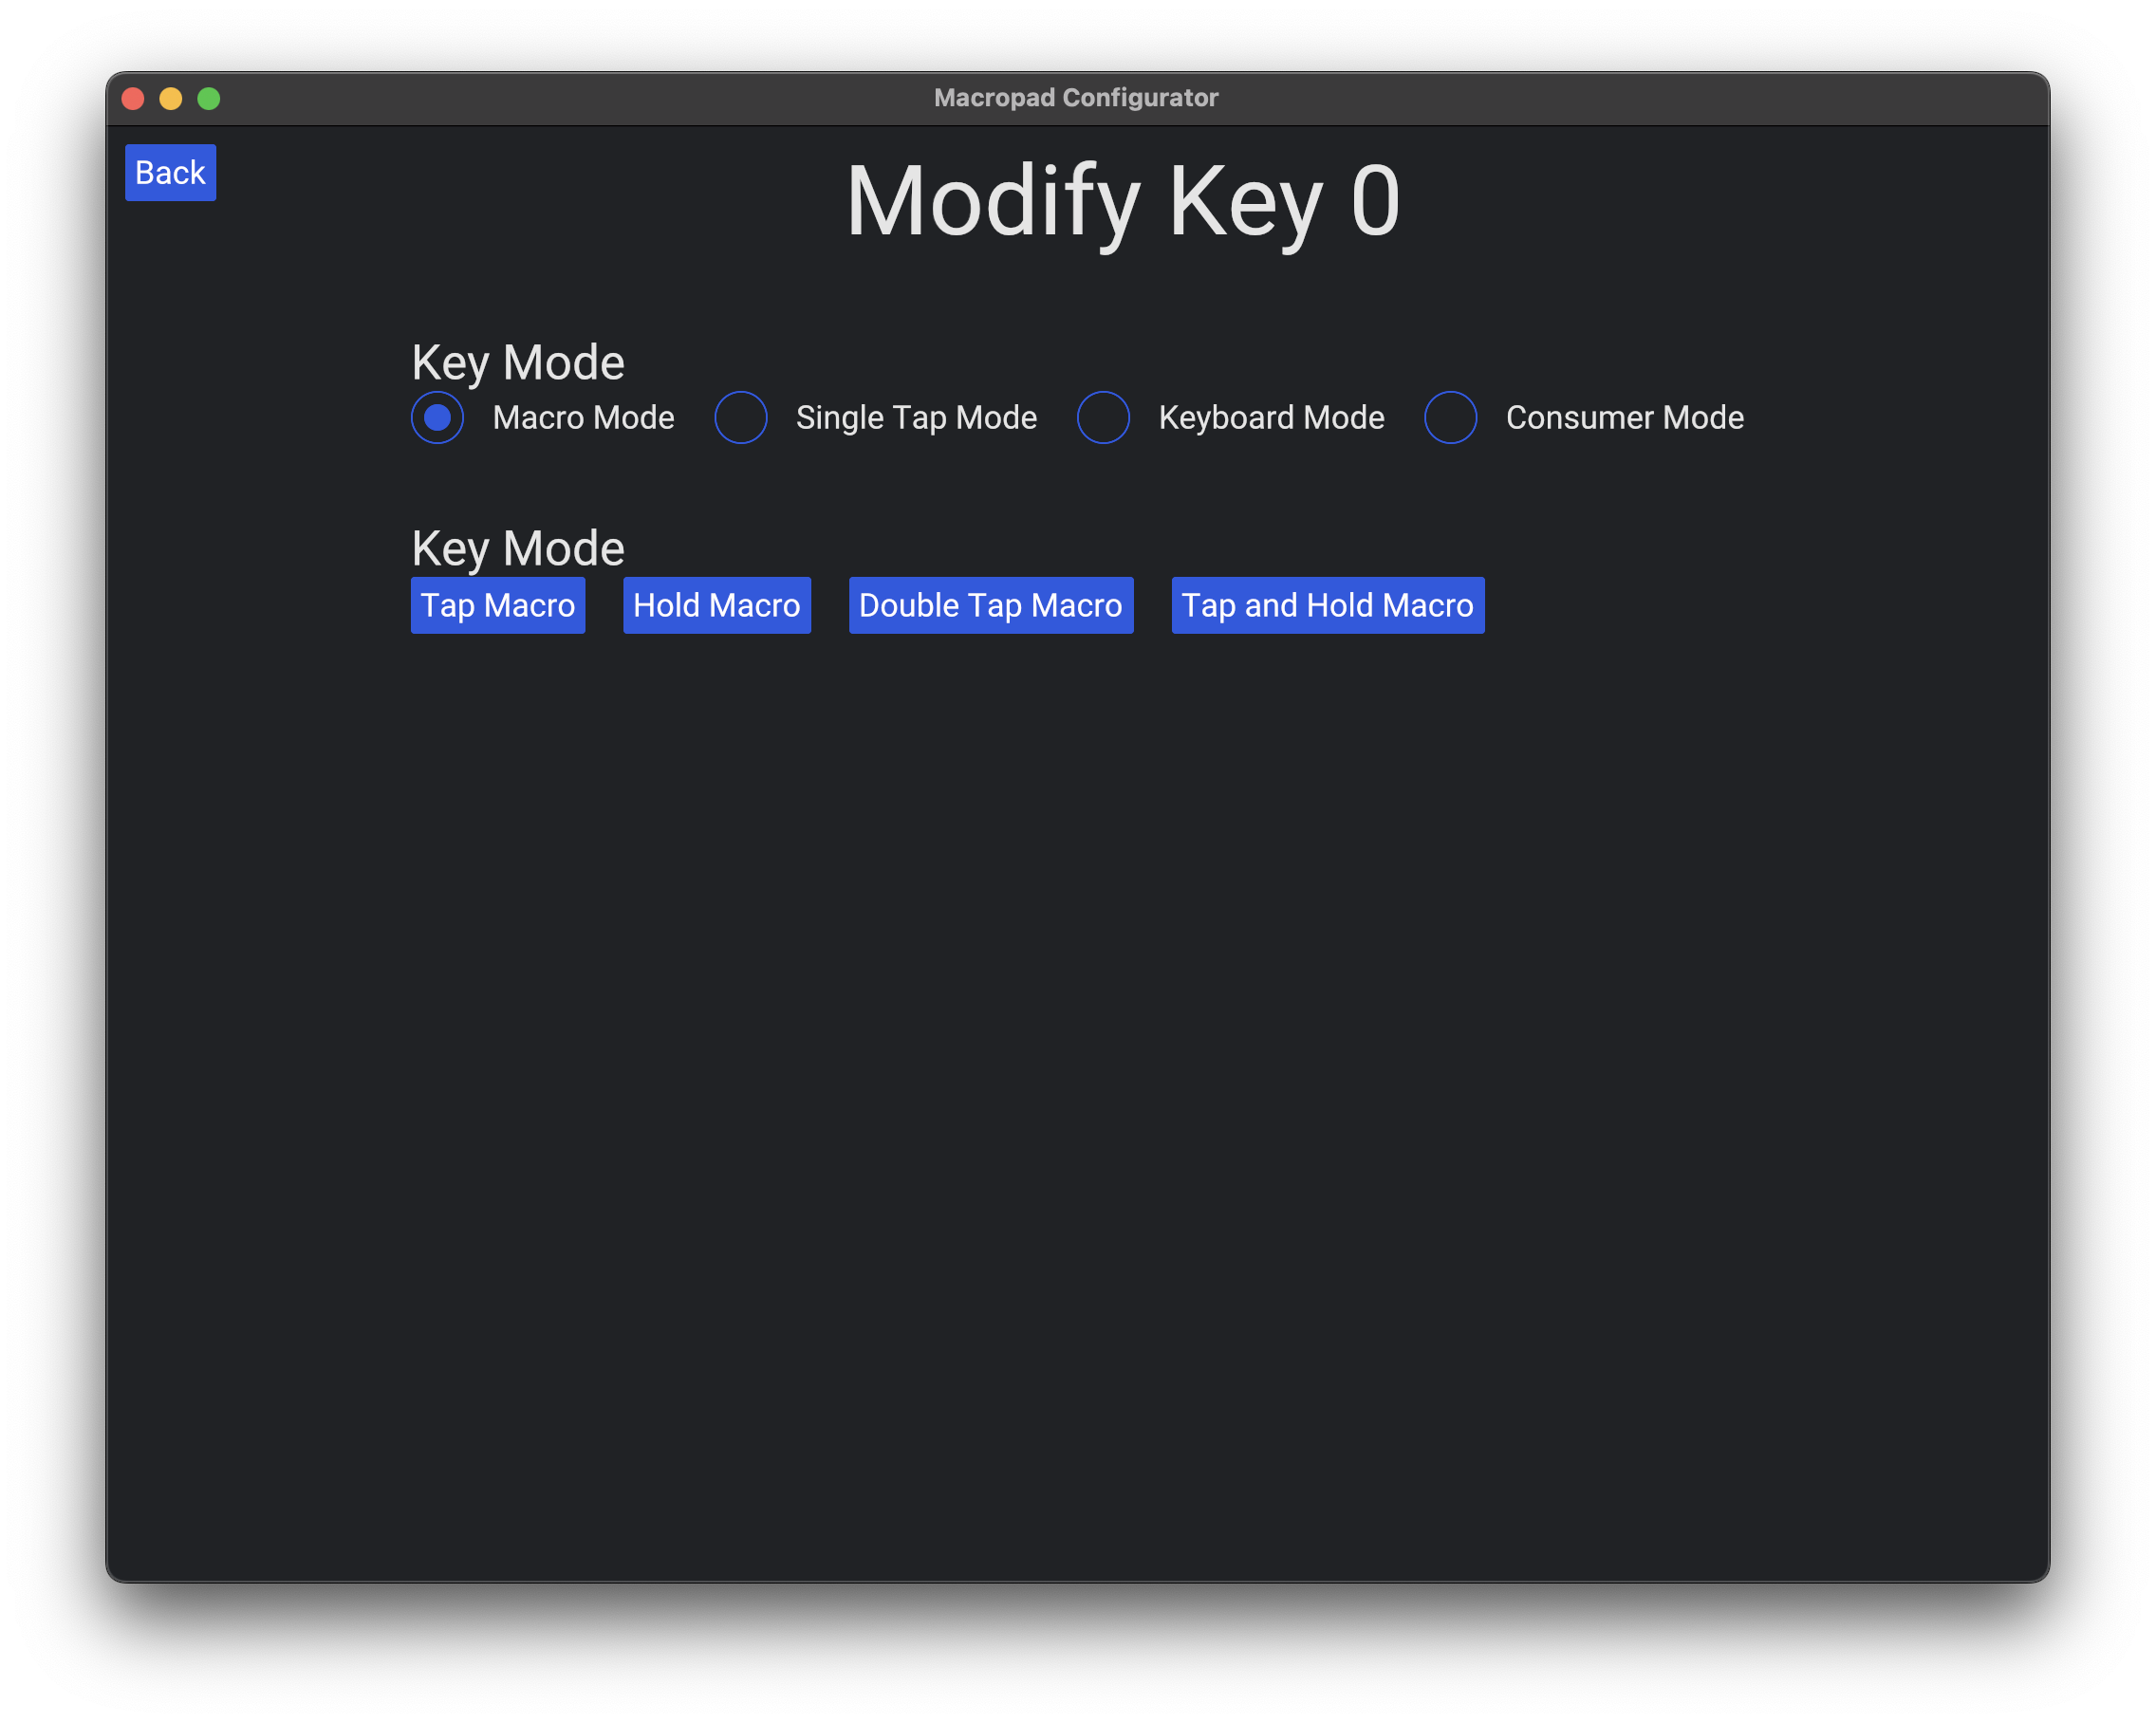 Macropad Configurator
Back
Modify Key 0
Key Mode
Macro Mode Single Tap Mode Keyboard Mode Consumer Mode
Key Mode
Tap Macro Hold Macro Double Tap Macro Tap and Hold Macro